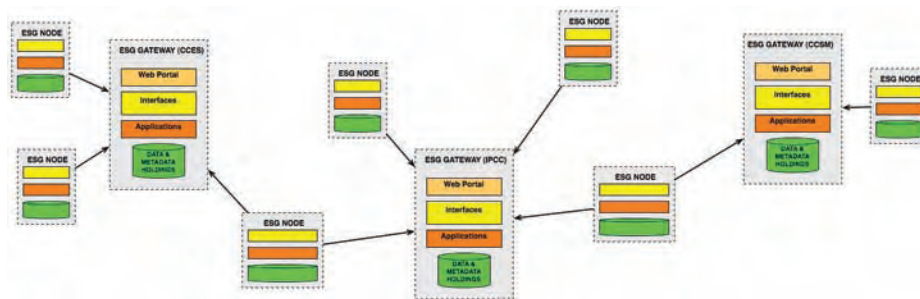 ESG NODE
ESG GATEWAY (CCES)
Web Portal
Interfaces
Applications
DATA &
METADATA
HOLDINGS
ESG NODE
ESG NODE
ESG NODE
ESG NODE
ESG GATEWAY (IPCC)
Web Portal
Interfaces
Applications
DATA &
METADATA
HOLDINGS
ESG NODE
ESG GATEWAY (CCSM)
Web Portal
Interfaces
Applications
DATA &
METADATA
HOLDINGS
ESG NODE